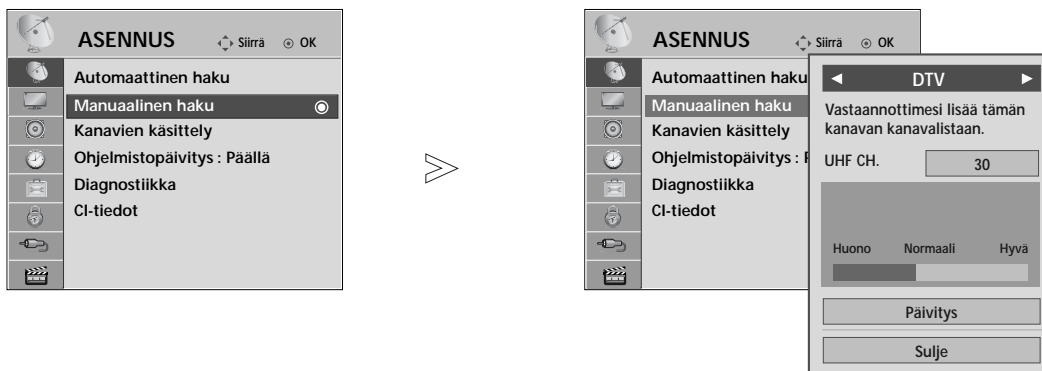 ASENNUS Siirrä OK
Automaattinen haku
Manuaalinen haku
Kanavien käsittely
Ohjelmistopäivitys : Päällä
Diagnostiikka
CI-tiedot
ASENNUS Siirrä OK
Automaattinen haku
Manuaalinen haku
Kanavien käsittely
Ohjelmistopäivitys :
Diagnostiikka
CI-tiedot
DTV
Vastaannottimesi lisää tämän
kanavan kanavalistaan.
UHF CH. 30
Huono Normaali Hyvä
Päivitys
Sulje